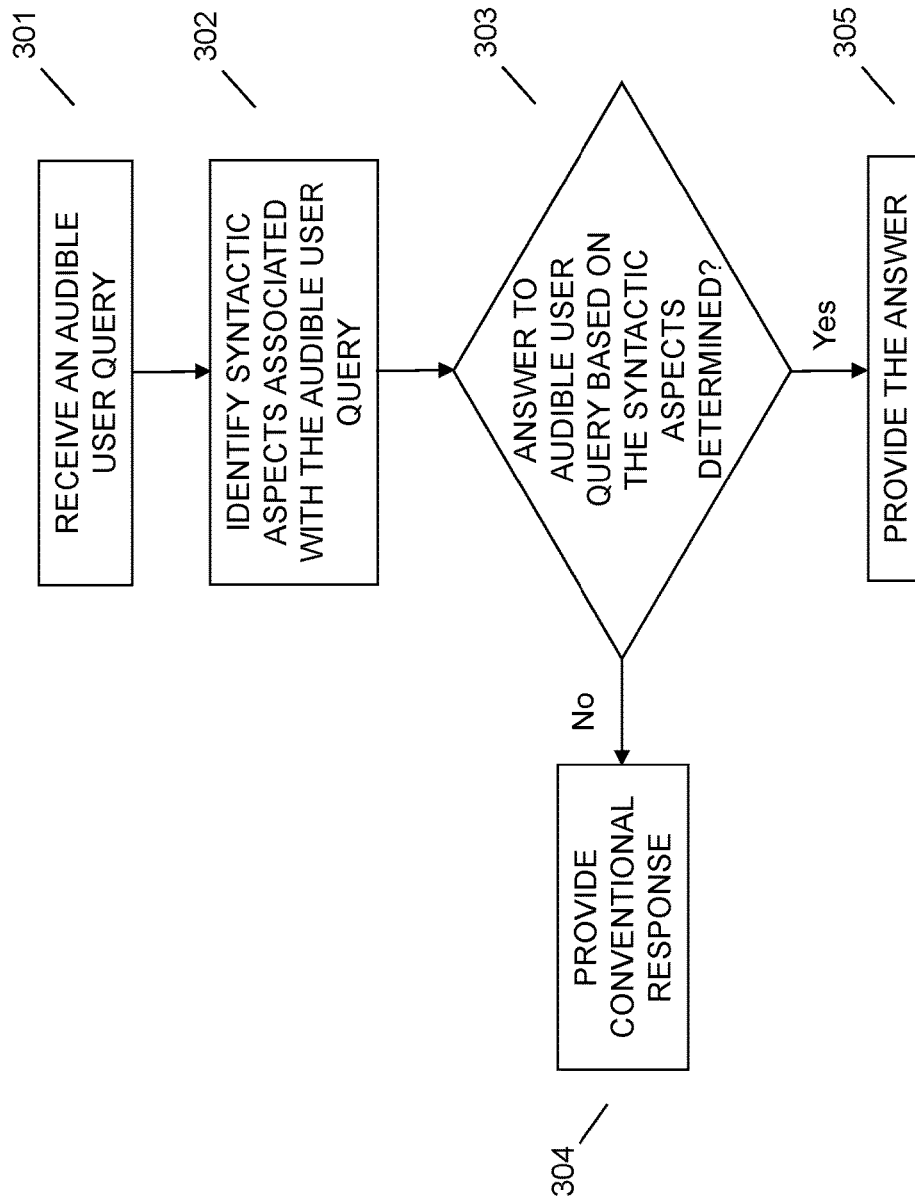 301
RECEIVE AN AUDIBLE
USER QUERY
302
IDENTIFY SYNTACTIC
ASPECTS ASSOCIATED
WITH THE AUDIBLE USER
QUERY
303
ANSWER TO
AUDIBLE USER
QUERY BASED ON
THE SYNTACTIC
ASPECTS
DETERMINED?
No
304
PROVIDE
CONVENTIONAL
RESPONSE
Yes
305
PROVIDE THE ANSWER